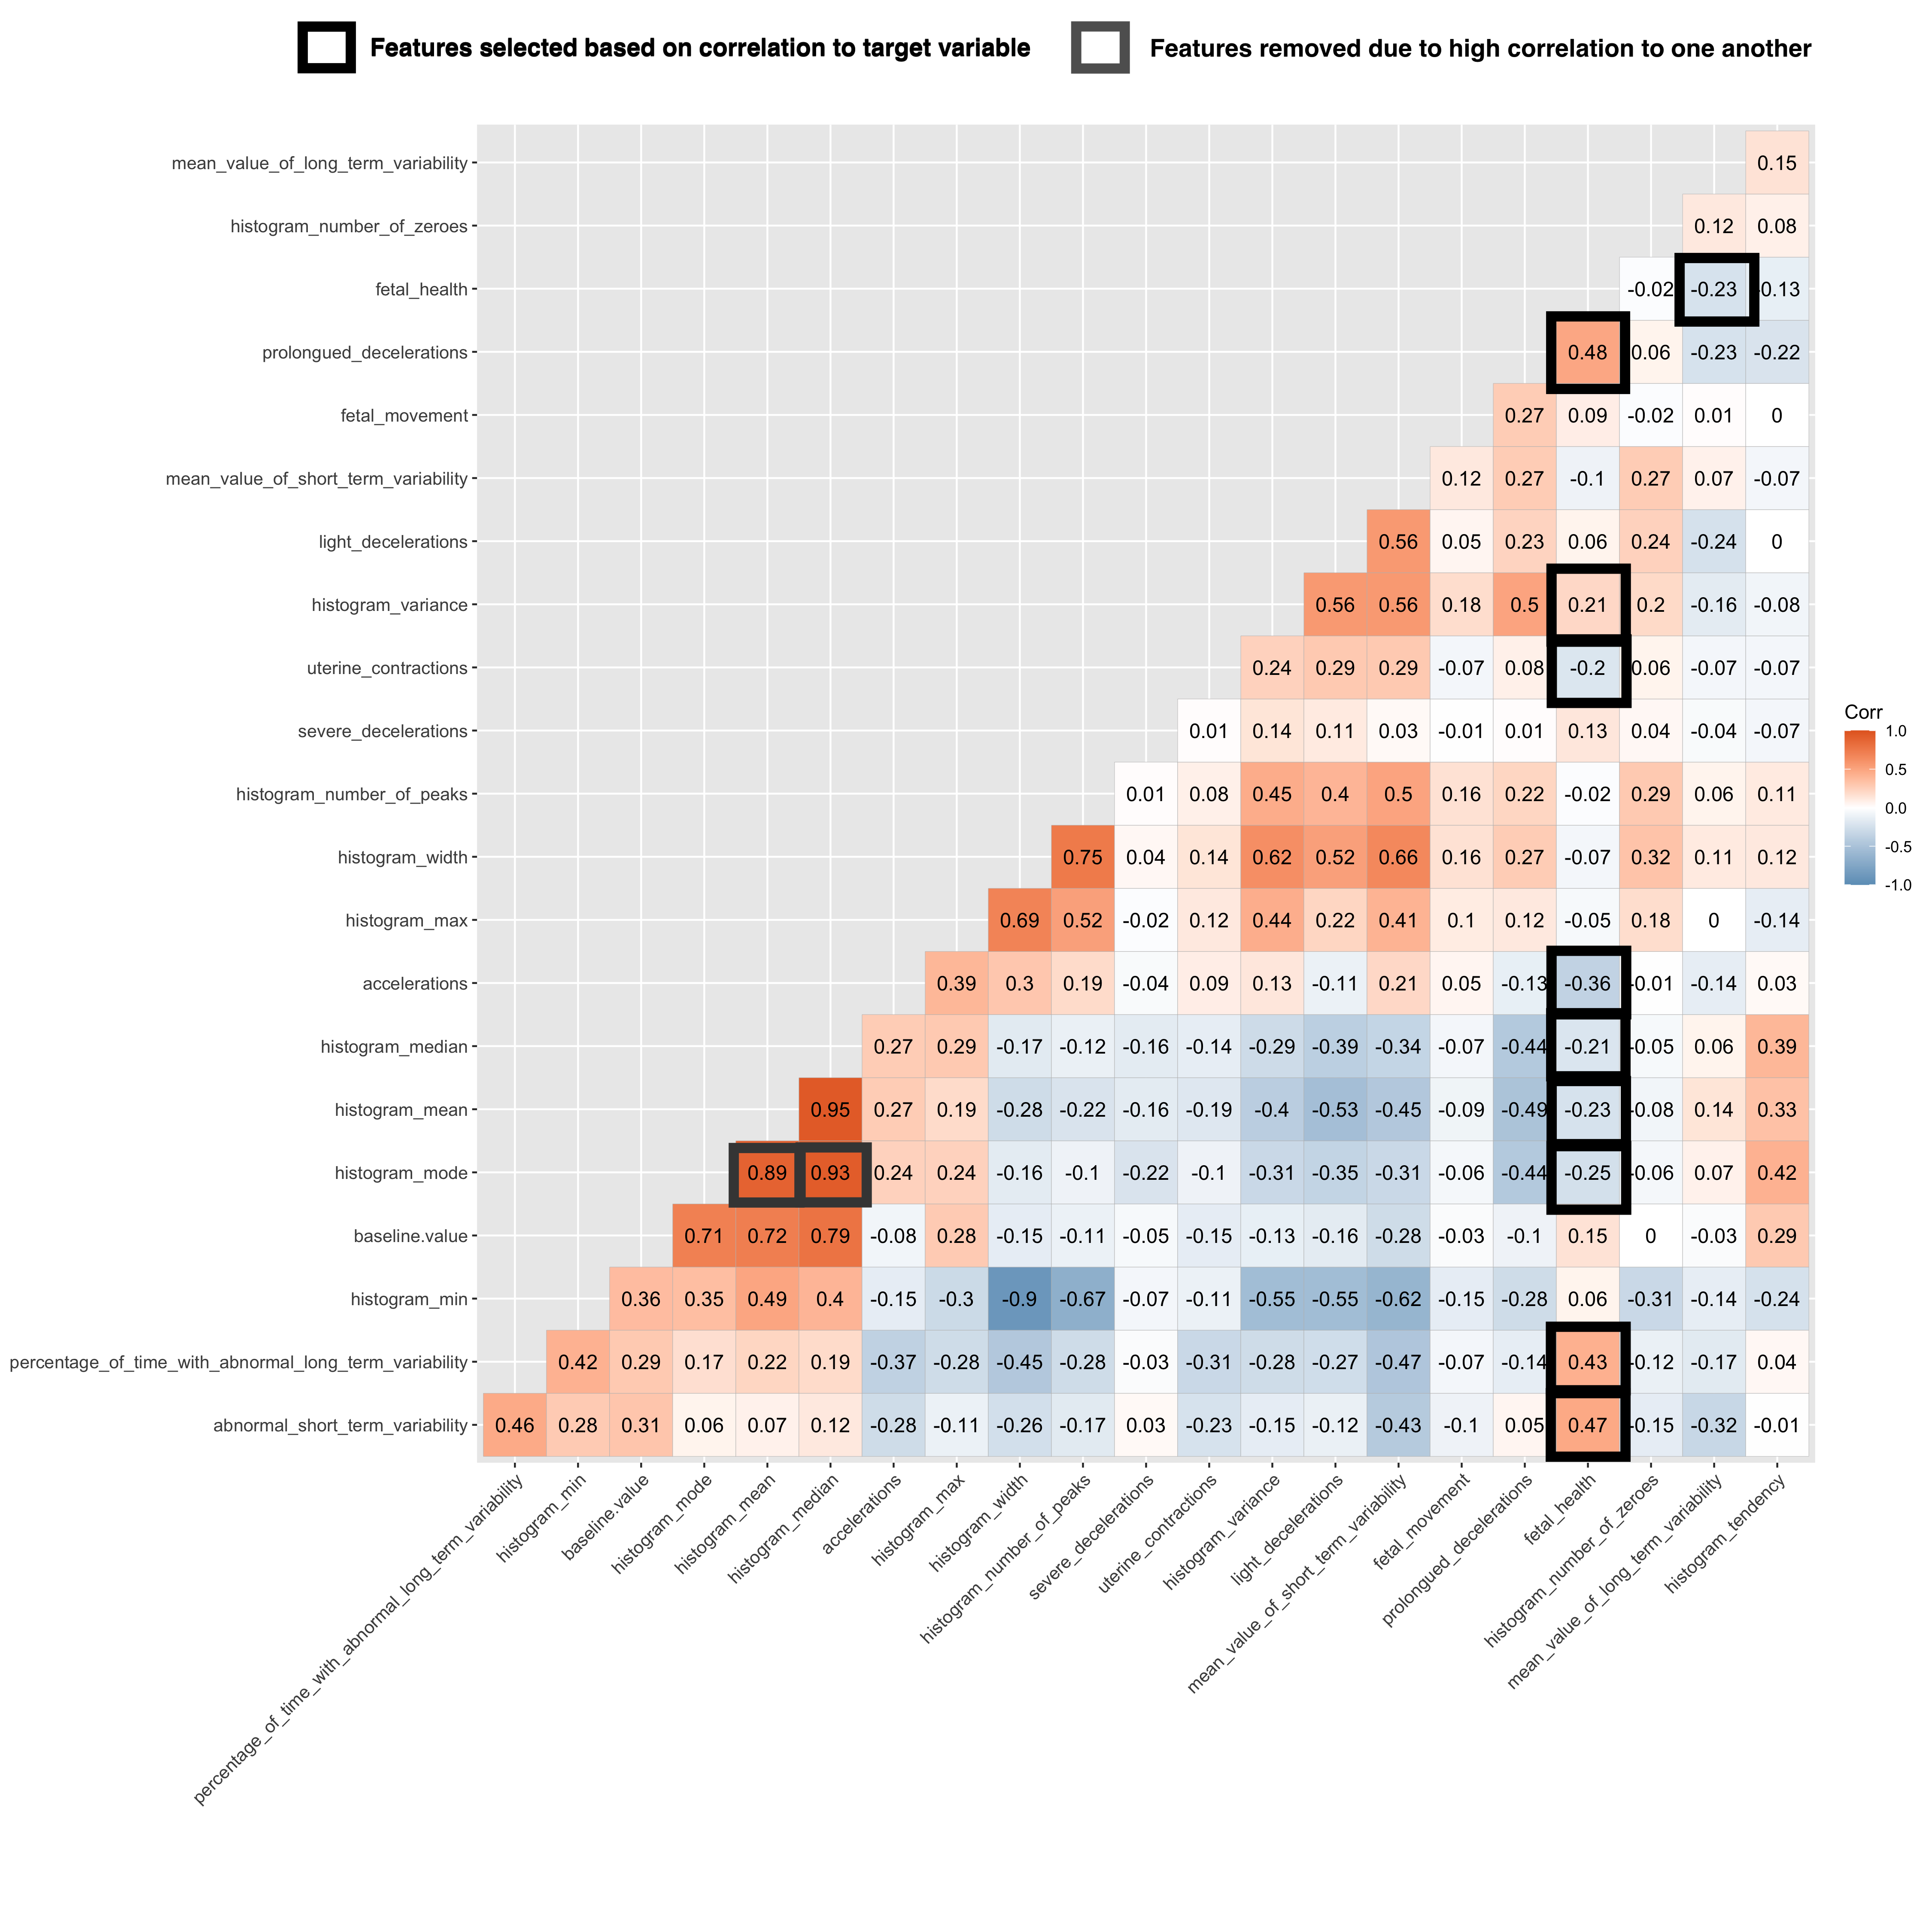 Features selected based on correlation to target variable
Features removed due to high correlation to one another
mean_value_of_long_term_variability 0.15
histogram_number_of_zeroes 0.12 0.08
fetal_health -0.02 -0.23 -0.13
prolongued_decelerations 0.48 0.06 -0.23 -0.22
fetal_movement 0.27 0.09 -0.02 0.01 0
mean_value_of_short_term_variability 0.12 0.27 -0.1 0.27 0.07 -0.07
light_decelerations 0.56 0.05 0.23 0.06 0.24 -0.24 0
histogram_variance 0.56 0.56 0.18 0.5 0.21 0.2 -0.16 -0.08
uterine_contractions 0.24 0.29 0.29 -0.07 0.08 -0.2 0.06 -0.07 -0.07
severe_decelerations 0.01 0.14 0.11 0.03 -0.01 0.01 0.13 0.04 -0.04 -0.07
histogram_number_of_peaks 0.01 0.08 0.45 0.4 0.5 0.16 0.22 -0.02 0.29 0.06 0.11
histogram_width 0.75 0.04 0.14 0.62 0.52 0.66 0.16 0.27 -0.07 0.32 0.11 0.12
histogram_max 0.69 0.52 -0.02 0.12 0.44 0.22 0.41 0.1 0.12 -0.05 0.18 0 -0.14
accelerations 0.39 0.3 0.19 -0.04 0.09 0.13 -0.11 0.21 0.05 -0.13 -0.36 -0.01 -0.14 0.03
histogram_median 0.27 0.29 -0.17 -0.12 -0.16 -0.14 -0.29 -0.39 -0.34 -0.07 -0.44 -0.21 -0.05 0.06 0.39
histogram_mean 0.95 0.27 0.19 -0.28 -0.22 -0.16 -0.19 -0.4 -0.53 -0.45 -0.09 -0.49 -0.23 -0.08 0.14 0.33
histogram_mode 0.89 0.93 0.24 0.24 -0.16 -0.1 -0.22 -0.1 -0.31 -0.35 -0.31 -0.06 -0.44 -0.25 -0.06 0.07 0.42
baseline.value 0.71 0.72 0.79 -0.08 0.28 -0.15 -0.11 -0.05 -0.15 -0.13 -0.16 -0.28 -0.03 -0.1 0.15 0 -0.03 0.29
histogram_min 0.36 0.35 0.49 0.4 -0.15 -0.3 -0.9 -0.67 -0.07 -0.11 -0.55 -0.55 -0.62 -0.15 -0.28 0.06 -0.31 -0.14 -0.24
percentage_of_time_with_abnormal_long_term_variability 0.42 0.29 0.17 0.22 0.19 -0.37 -0.28 -0.45 -0.28 -0.03 -0.31 -0.28 -0.27 -0.47 -0.07 -0.14 0.43 -0.12 -0.17 0.04
abnormal_short_term_variability 0.46 0.28 0.31 0.06 0.07 0.12 -0.28 -0.11 -0.26 -0.17 0.03 -0.23 -0.15 -0.12 -0.43 -0.1 0.05 0.47 -0.15 -0.32 -0.01
percentage_of_time_with_abnormal_long_term_variability
histogram_min
baseline.value
histogram_mode
histogram_mean
histogram_median
accelerations
histogram_max
histogram_width
histogram_number_of_peaks
severe_decelerations
uterine_contractions
histogram_variance
light_decelerations
mean_value_of_short_term_variability
fetal_movement
prolongued_decelerations
fetal_health
histogram_number_of_zeroes
mean_value_of_long_term_variability
histogram_tendency
Corr
1.0
0.5
0.0
-0.5
-1.0